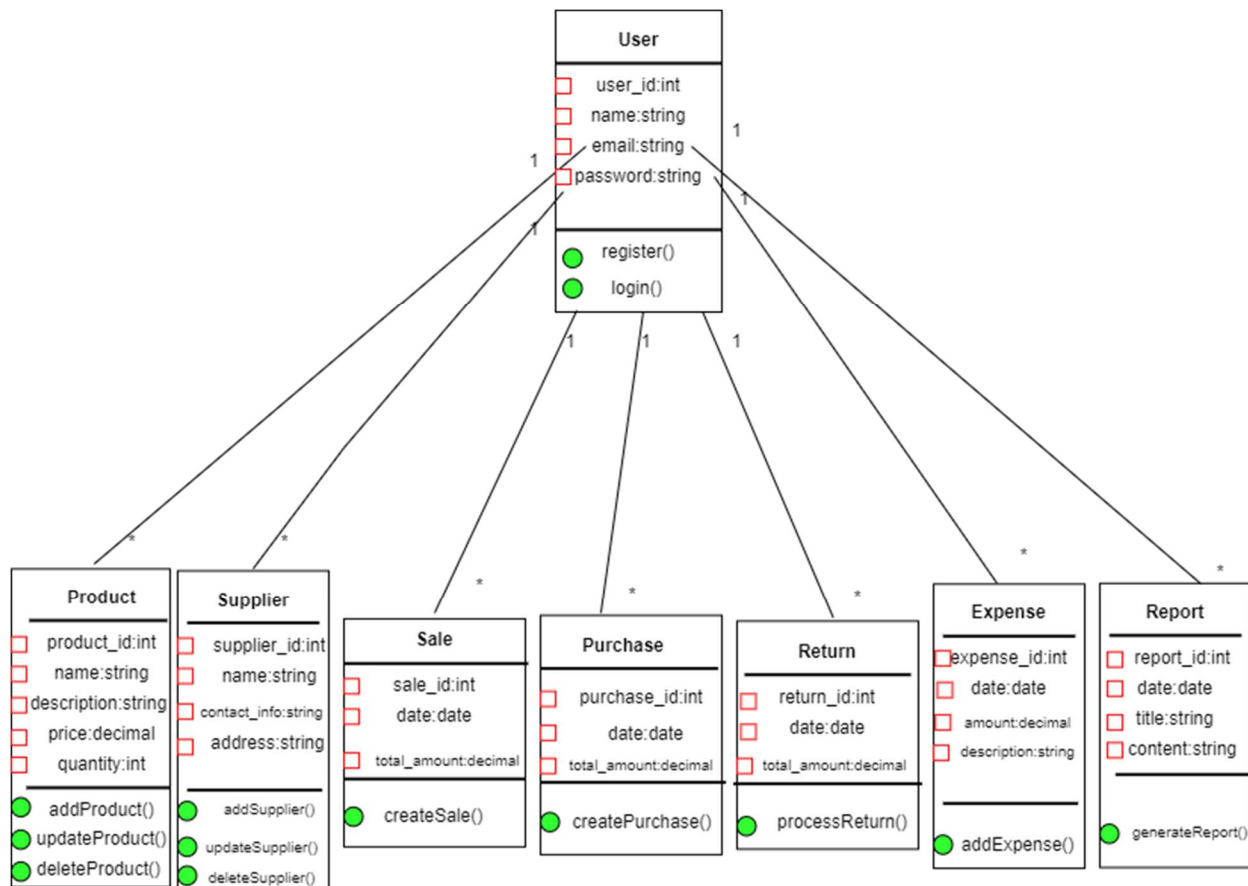 User
user_id:int
name:string
email:string
password:string
register()
login()
1
1
1
1
1
1
1
*
*
*
*
*
*
*
Product
product_id:int
name:string
description:string
price:decimal
quantity:int
addProduct()
updateProduct()
deleteProduct()
Supplier
supplier_id:int
name:string
contact_info:string
address:string
addSupplier()
updateSupplier()
deleteSupplier()
Sale
sale_id:int
date:date
total_amount:decimal
createSale()
Purchase
purchase_id:int
date:date
total_amount:decimal
createPurchase()
Return
return_id:int
date:date
total_amount:decimal
processReturn()
Expense
expense_id:int
date:date
amount:decimal
description:string
addExpense()
Report
report_id:int
date:date
title:string
content:string
generateReport()